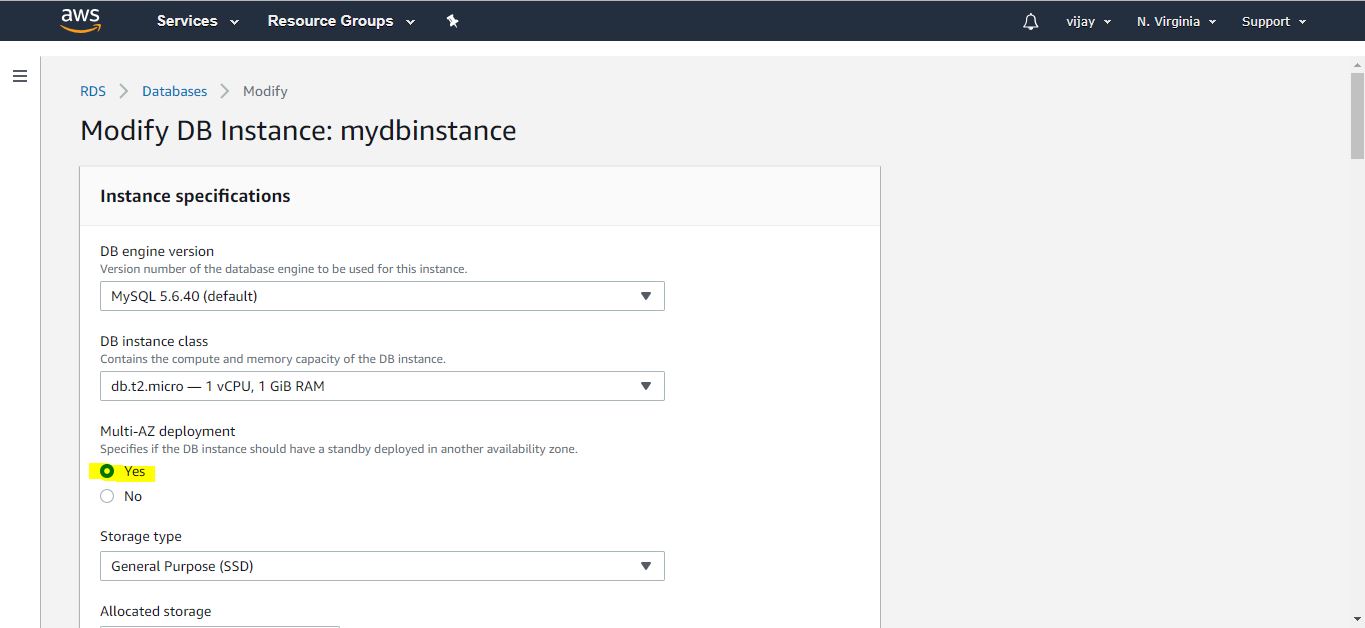 aws Services Resource Groups vijay N. Virginia Support
RDS Databases Modify
Modify DB Instance: mydbinstance
Instance specifications
DB engine version
Version number of the database engine to be used for this instance.
MySQL 5.6.40 (default)
DB instance class
Contains the compute and memory capacity of the DB instance.
db.t2.micro — 1 vCPU, 1 GiB RAM
Multi-AZ deployment
Specifies if the DB instance should have a standby deployed in another availability zone.
Yes
No
Storage type
General Purpose (SSD)
Allocated storage